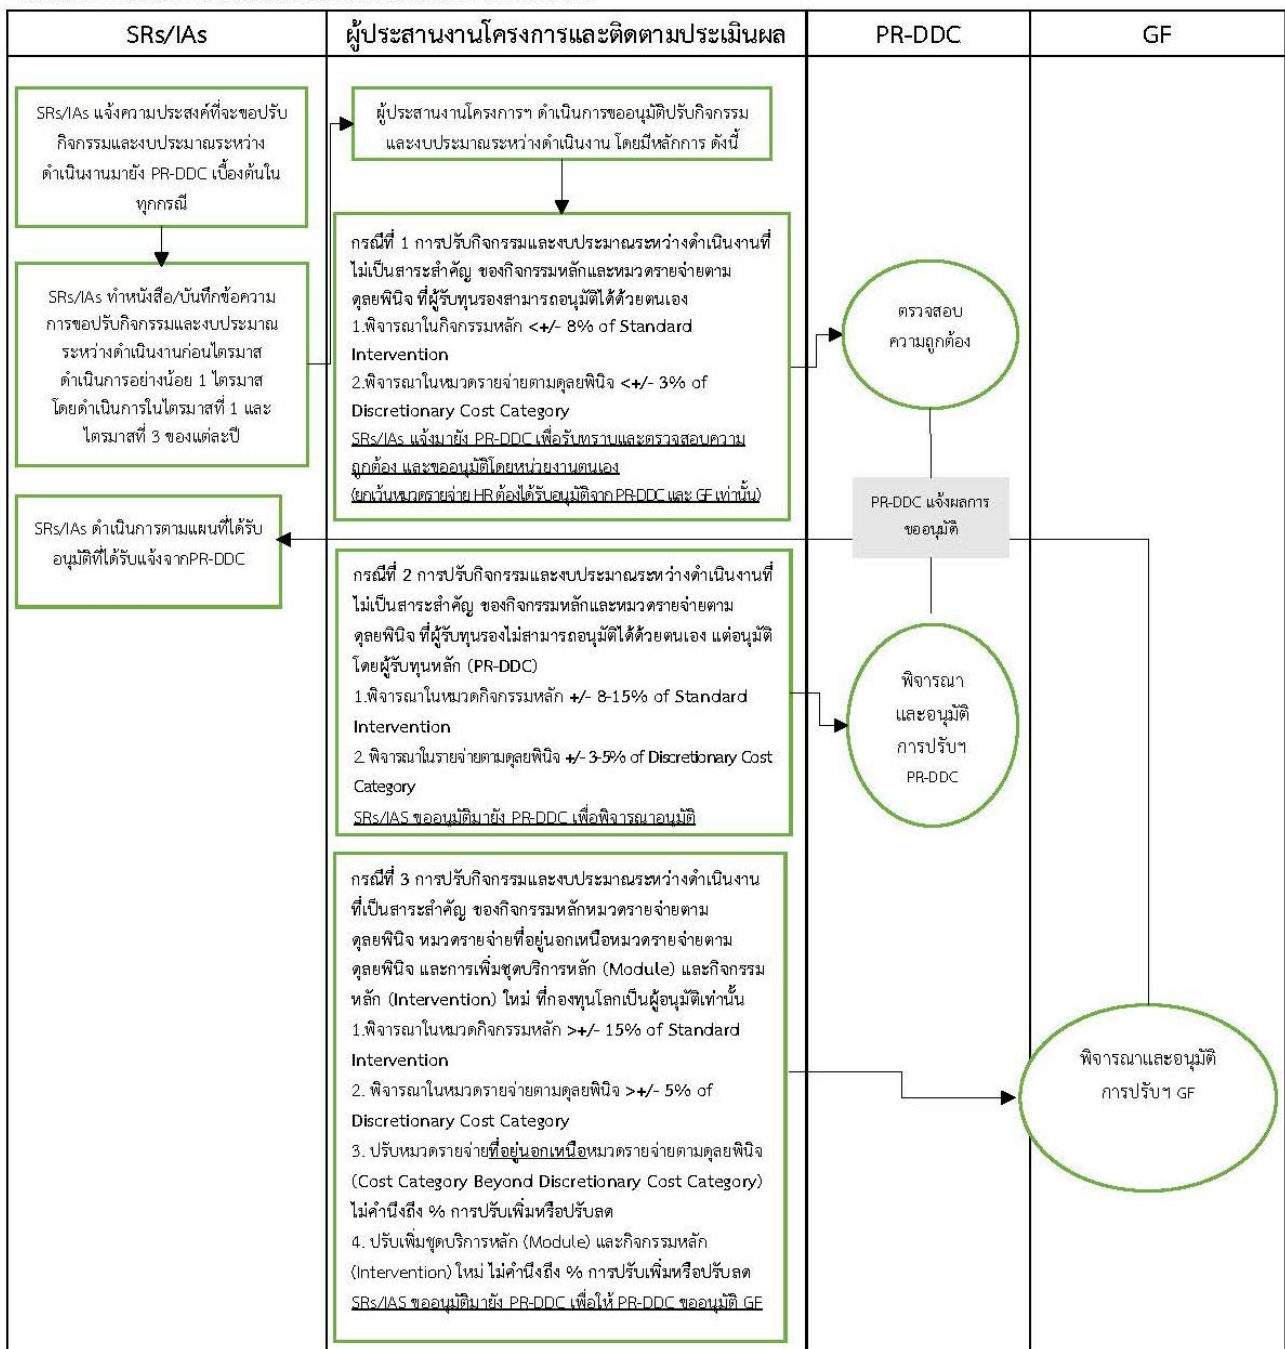 SRs/IAs
ผู้ประสานงานโครงการและติดตามประเมินผล
PR-DDC
GF
SRs/IAs แจ้งความประสงค์ที่จะขอปรับ
กิจกรรมและงบประมาณระหว่าง
ดำเนินงานมายัง PR-DDC เบื้องต้นใน
ทุกกรณี
SRs/IAs ทำหนังสือ/บันทึกข้อความ
การขอปรับกิจกรรมและงบประมาณ
ระหว่างดำเนินงานก่อนไตรมาส
ดำเนินการอย่างน้อย 1 ไตรมาส
โดยดำเนินการในไตรมาสที่ 1 และ
ไตรมาสที่ 3 ของแต่ละปี
SRs/IAs ดำเนินการตามแผนที่ได้รับ
อนุมัติที่ได้รับแจ้งจากPR-DDC
ผู้ประสานงานโครงการฯ ดำเนินการขออนุมัติปรับกิจกรรม
และงบประมาณระหว่างดำเนินงาน โดยมีหลักการ ดังนี้
กรณีที่ 1 การปรับกิจกรรมและงบประมาณระหว่างดำเนินงานที่
ไม่เป็นสาระสำคัญ ของกิจกรรมหลักและหมวดรายจ่ายตาม
ดุลยพินิจ ที่ผู้รับทุนรองสามารถอนุมัติได้ด้วยตนเอง
1.พิจารณาในกิจกรรมหลัก <+/- 8% of Standard
Intervention
2.พิจารณาในหมวดรายจ่ายตามดุลยพินิจ <+/- 3% of
Discretionary Cost Category
SRs/IAs แจ้งมายัง PR-DDC เพื่อรับทราบและตรวจสอบความ
ถูกต้อง และขออนุมัติโดยหน่วยงานตนเอง
(ยกเว้นหมวดรายจ่าย HR ต้องได้รับอนุมัติจาก PR-DDC และ GF เท่านั้น)
กรณีที่ 2 การปรับกิจกรรมและงบประมาณระหว่างดำเนินงานที่
ไม่เป็นสาระสำคัญ ของกิจกรรมหลักและหมวดรายจ่ายตาม
ดุลยพินิจ ที่ผู้รับทุนรองไม่สามารถอนุมัติได้ด้วยตนเอง แต่อนุมัติ
โดยผู้รับทุนหลัก (PR-DDC)
1.พิจารณาในหมวดกิจกรรมหลัก +/- 8-15% of Standard
Intervention
2. พิจารณาในรายจ่ายตามดุลยพินิจ +/- 3-5% of Discretionary Cost
Category
SRs/IAS ขออนุมัติมายัง PR-DDC เพื่อพิจารณาอนุมัติ
กรณีที่ 3 การปรับกิจกรรมและงบประมาณระหว่างดำเนินงาน
ที่เป็นสาระสำคัญ ของกิจกรรมหลักหมวดรายจ่ายตาม
ดุลยพินิจ หมวดรายจ่ายที่อยู่นอกเหนือหมวดรายจ่ายตาม
ดุลยพินิจ และการเพิ่มชุดบริการหลัก (Module) และกิจกรรม
หลัก (Intervention) ใหม่ ที่กองทุนโลกเป็นผู้อนุมัติเท่านั้น
1.พิจารณาในหมวดกิจกรรมหลัก >+/- 15% of Standard
Intervention
2. พิจารณาในหมวดรายจ่ายตามดุลยพินิจ >+/- 5% of
Discretionary Cost Category
3. ปรับหมวดรายจ่ายที่อยู่นอกเหนือหมวดรายจ่ายตามดุลยพินิจ
(Cost Category Beyond Discretionary Cost Category)
ไม่คำนึงถึง % การปรับเพิ่มหรือปรับลด
4. ปรับเพิ่มชุดบริการหลัก (Module) และกิจกรรมหลัก
(Intervention) ใหม่ ไม่คำนึงถึง % การปรับเพิ่มหรือปรับลด
SRs/IAS ขออนุมัติมายัง PR-DDC เพื่อให้ PR-DDC ขออนุมัติ GF
ตรวจสอบ
ความถูกต้อง
PR-DDC แจ้งผลการ
ขออนุมัติ
พิจารณา
และอนุมัติ
การปรับฯ
PR-DDC
พิจารณาและอนุมัติ
การปรับฯ GF